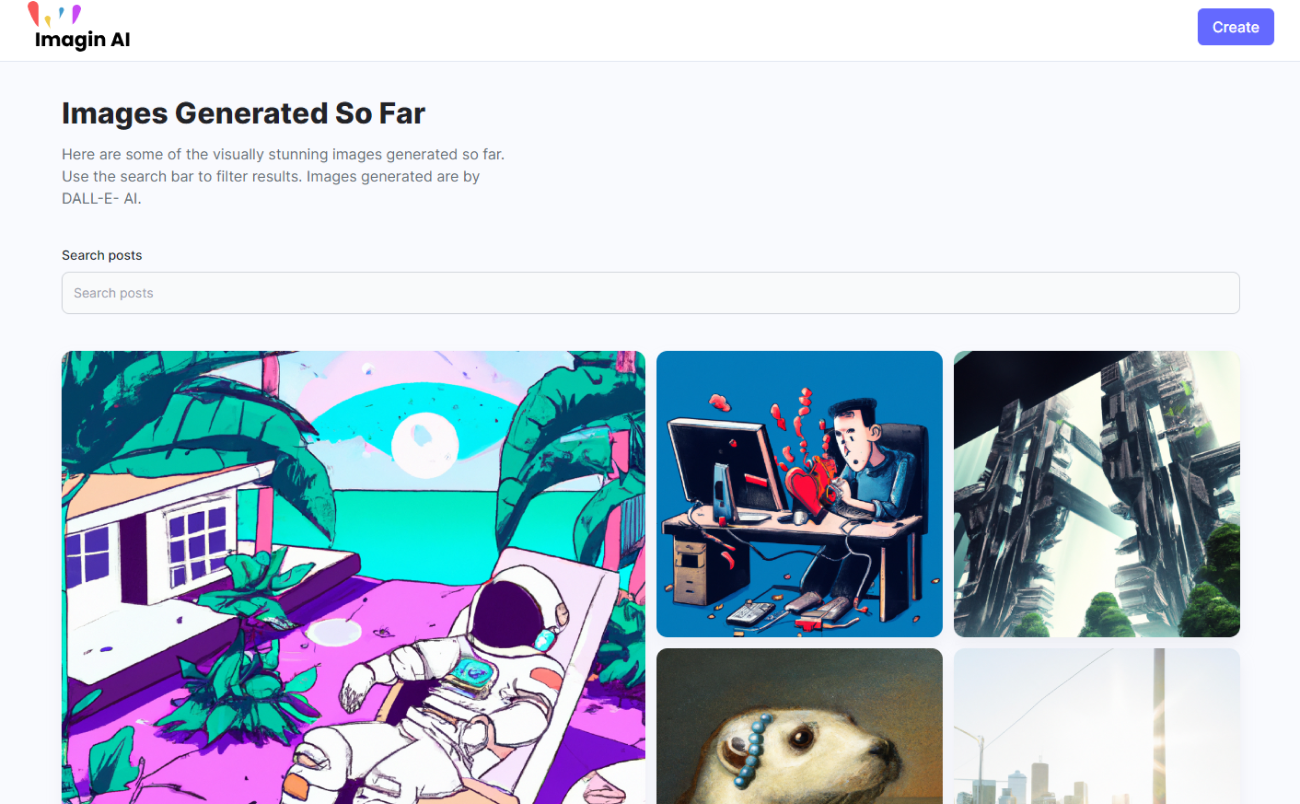 Imagin AI
Create
Images Generated So Far
Here are some of the visually stunning images generated so far.
Use the search bar to filter results. Images generated are by
DALL-E- AI.
Search posts
Search posts